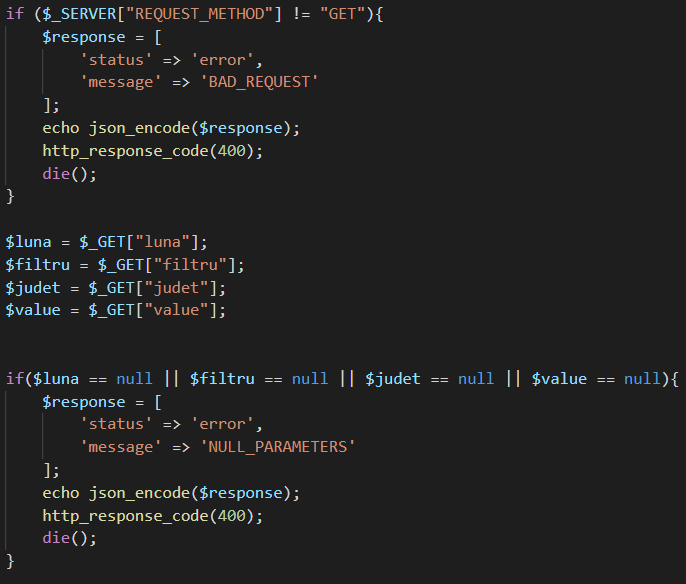 if ($_SERVER["REQUEST_METHOD"] != "GET"){
    $response = [
        'status' => 'error',
        'message' => 'BAD_REQUEST'
    ];
    echo json_encode($response);
    http_response_code(400);
    die();
}
$luna = $_GET["luna"];
$filtru = $_GET["filtru"];
$judet = $_GET["judet"];
$value = $_GET["value"];
if($luna == null || $filtru == null || $judet == null || $value == null){
    $response = [
        'status' => 'error',
        'message' => 'NULL_PARAMETERS'
    ];
    echo json_encode($response);
    http_response_code(400);
    die();
}